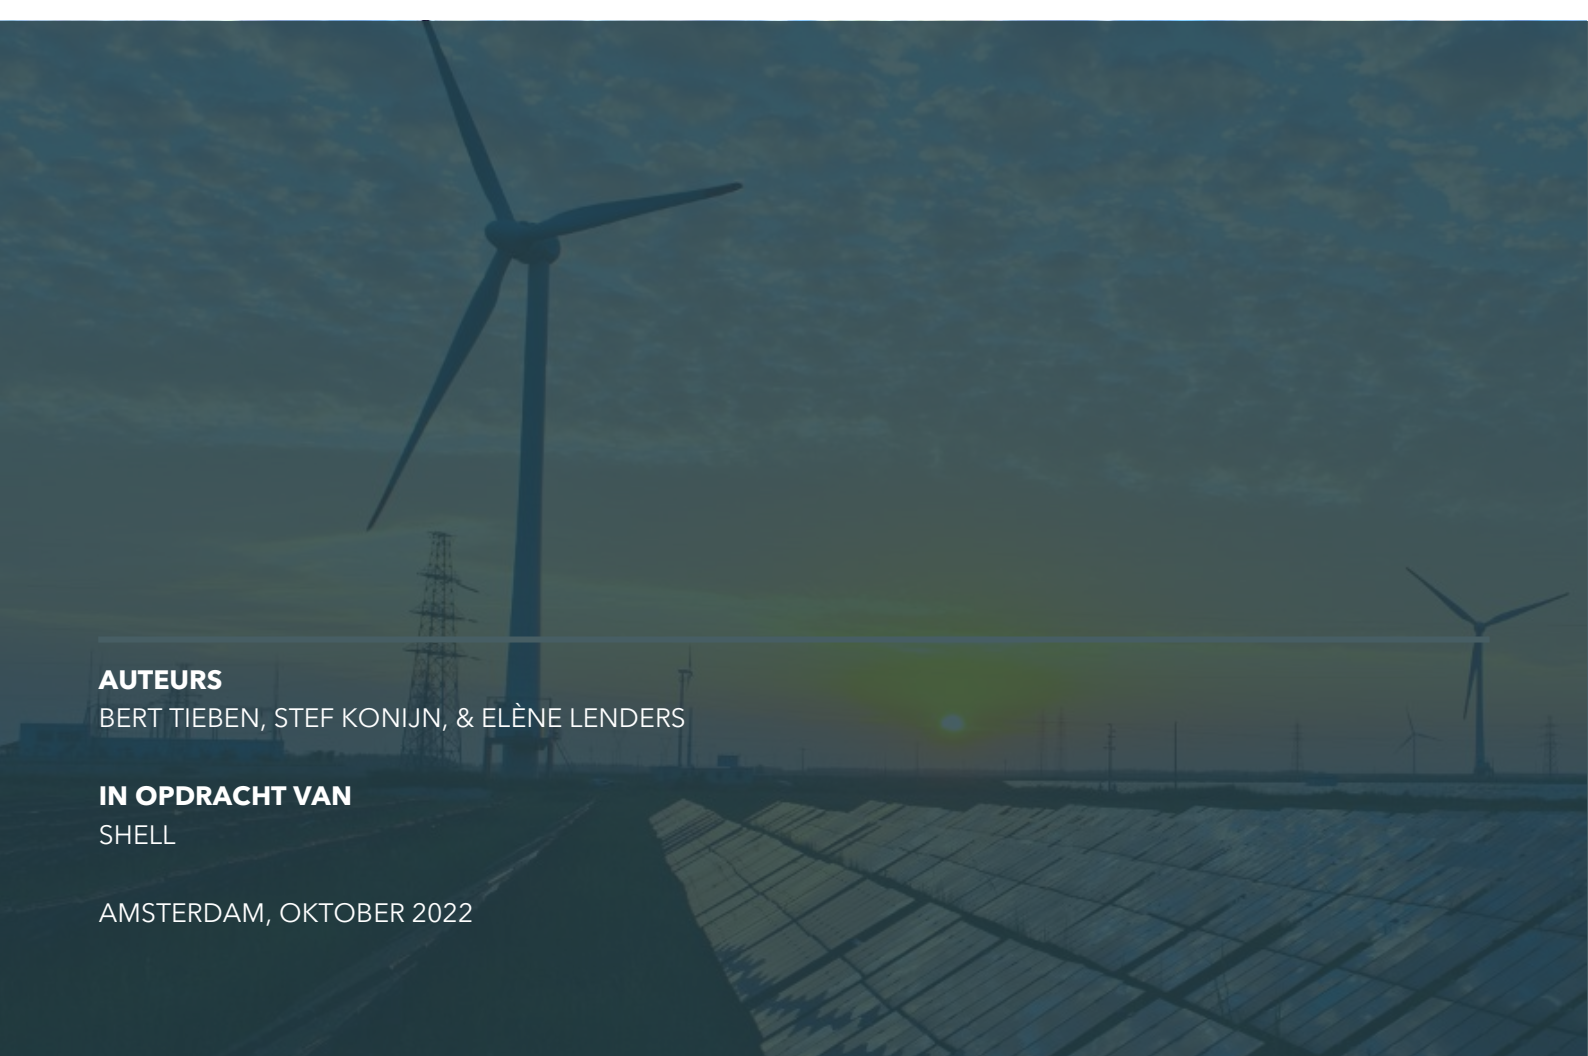 AUTEURS
BERT TIEBEN, STEF KONIJN, & ELÈNE LENDERS
IN OPDRACHT VAN
SHELL
AMSTERDAM, OKTOBER 2022